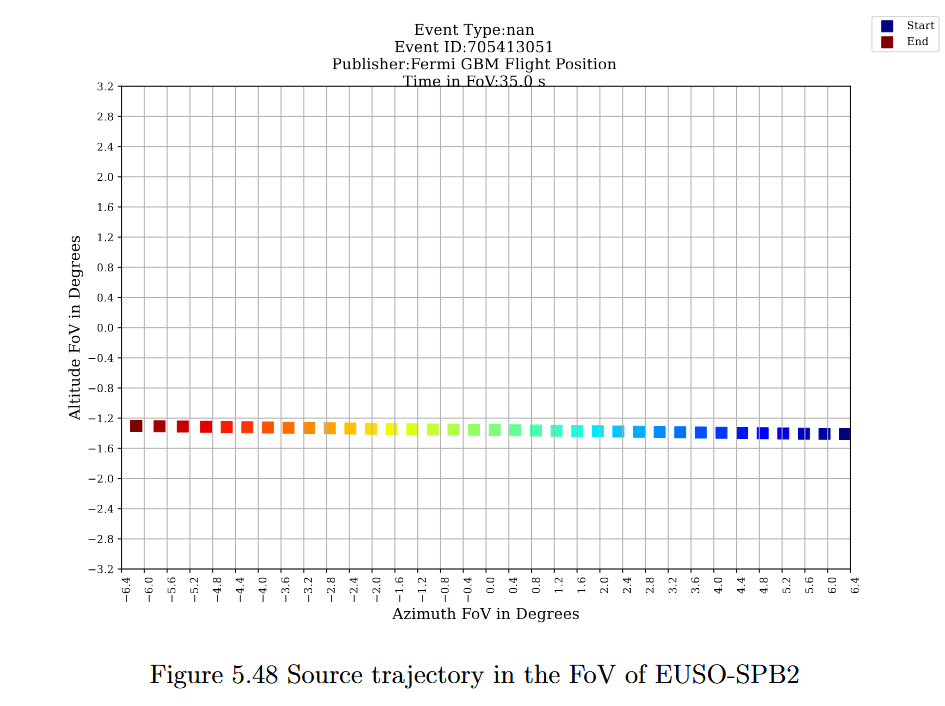 Event Type:nan
Event ID:705413051
Publisher:Fermi GBM Flight Position
Time in FoV:35.0 s
Start
End
3.2
2.8
2.4
2.0
1.6
1.2
0.8
0.4
0.0
−0.4
−0.8
−1.2
−1.6
−2.0
−2.4
−2.8
−3.2
Altitude FoV in Degrees
−6.4 −6.0 −5.6 −5.2 −4.8 −4.4 −4.0 −3.6 −3.2 −2.8 −2.4 −2.0 −1.6 −1.2 −0.8 −0.4 0.0 0.4 0.8 1.2 1.6 2.0 2.4 2.8 3.2 3.6 4.0 4.4 4.8 5.2 5.6 6.0 6.4
Azimuth FoV in Degrees
Figure 5.48 Source trajectory in the FoV of EUSO-SPB2